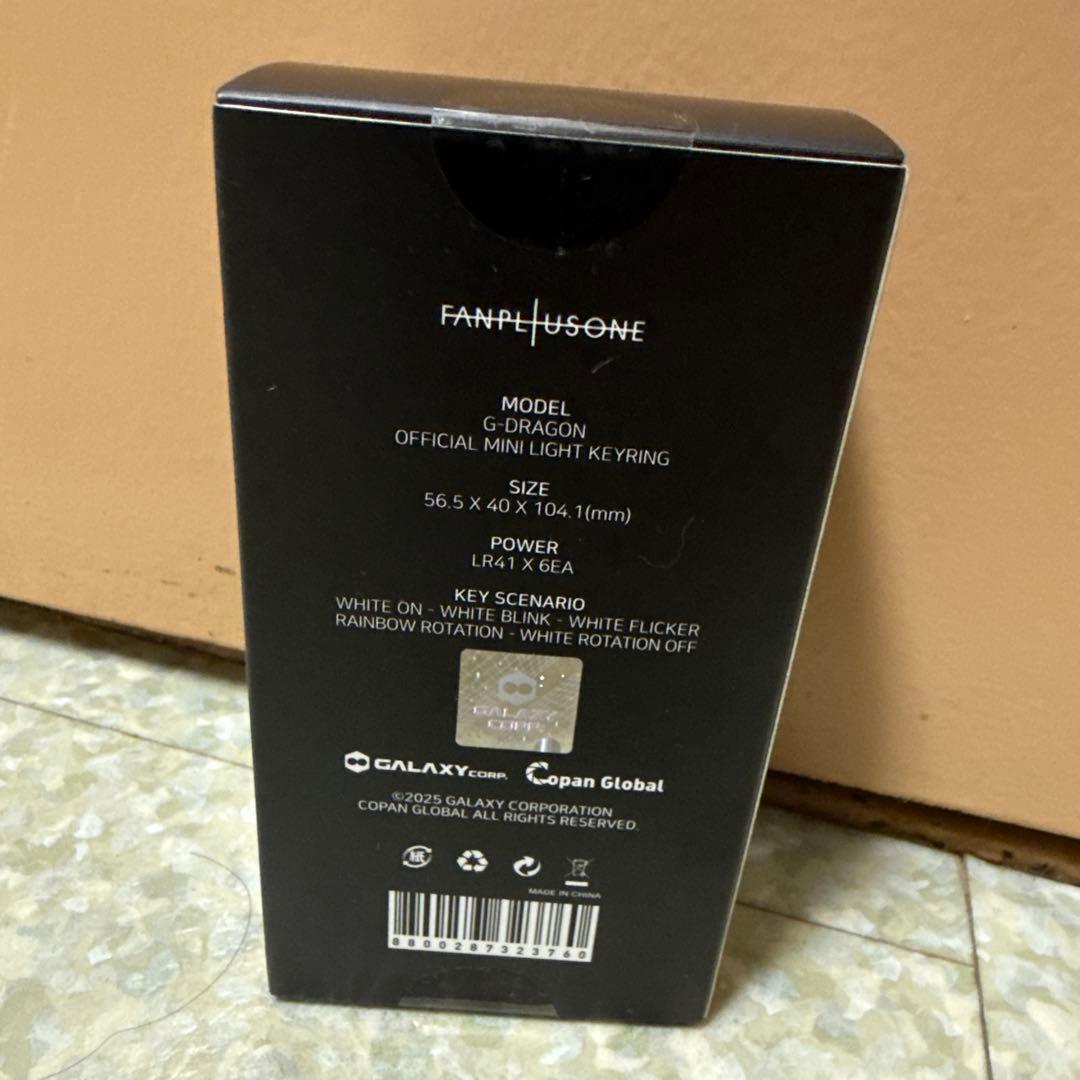 FANPLUSONE
MODEL
G-DRAGON
OFFICIAL MINI LIGHT KEYRING
SIZE
56.5 X 40 X 104.1(mm)
POWER
LR41 X 6EA
KEY SCENARIO
WHITE ON - WHITE BLINK - WHITE FLICKER
RAINBOW ROTATION - WHITE ROTATION OFF
GALAXY
CORP.
GALAXYCORP. Copan Global
©2025 GALAXY CORPORATION
COPAN GLOBAL ALL RIGHTS RESERVED.
紙
MADE IN CHINA
8800287323760